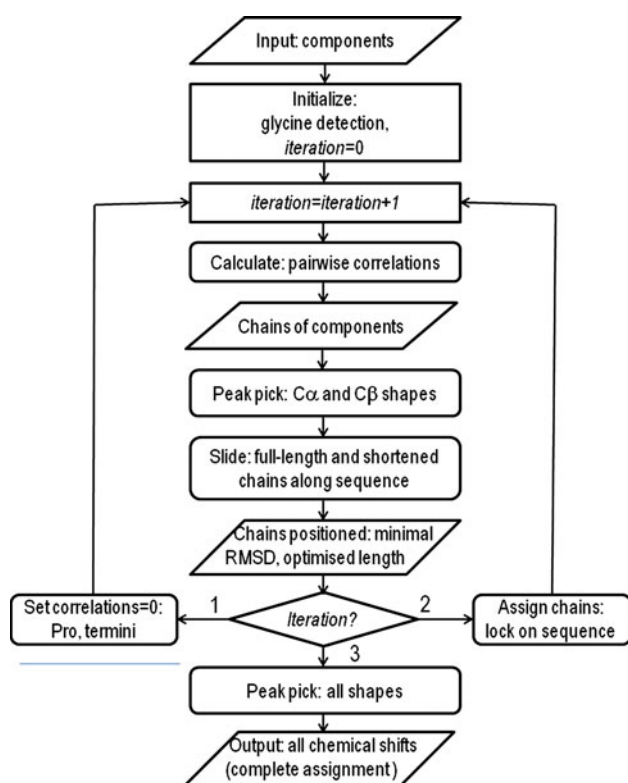 Input: components
Initialize:
glycine detection,
iteration=0
iteration=iteration+1
Calculate: pairwise correlations
Chains of components
Peak pick: Cα and Cβ shapes
Slide: full-length and shortened
chains along sequence
Chains positioned: minimal
RMSD, optimised length
Set correlations=0:
Pro, termini
1
Iteration?
2
Assign chains:
lock on sequence
3
Peak pick: all shapes
Output: all chemical shifts
(complete assignment)